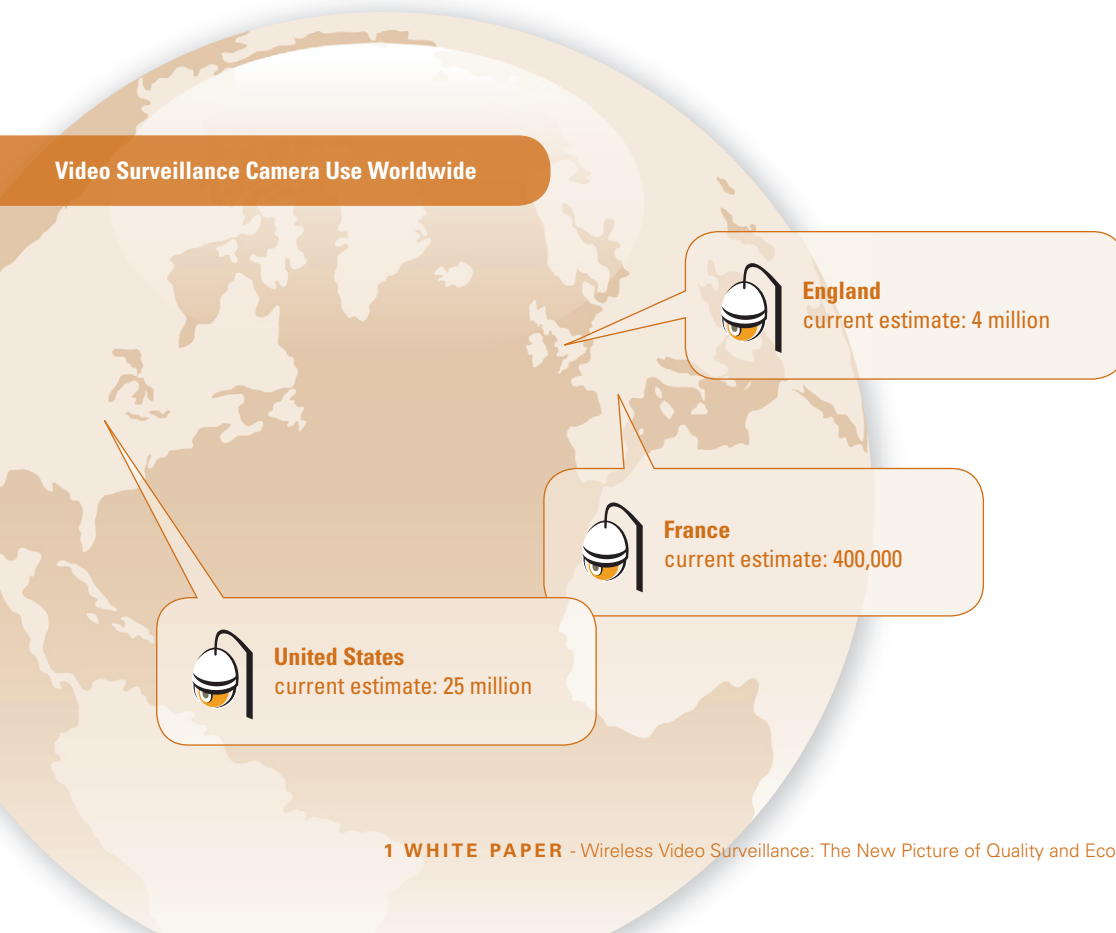 Video Surveillance Camera Use Worldwide
England
current estimate: 4 million
France
current estimate: 400,000
United States
current estimate: 25 million
1 WHITE PAPER - Wireless Video Surveillance: The New Picture of Quality and Eco